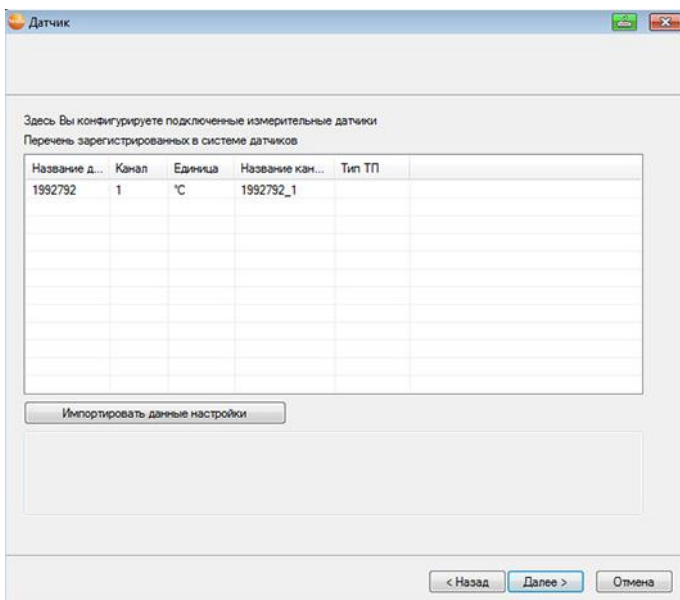 Датчик
Здесь Вы конфигурируете подключенные измерительные датчики
Перечень зарегистрированных в системе датчиков
Название д... Канал Единица Название кан... Тип ТП
1992792 1 °C 1992792_1
Импортировать данные настройки
< Назад Далее > Отмена